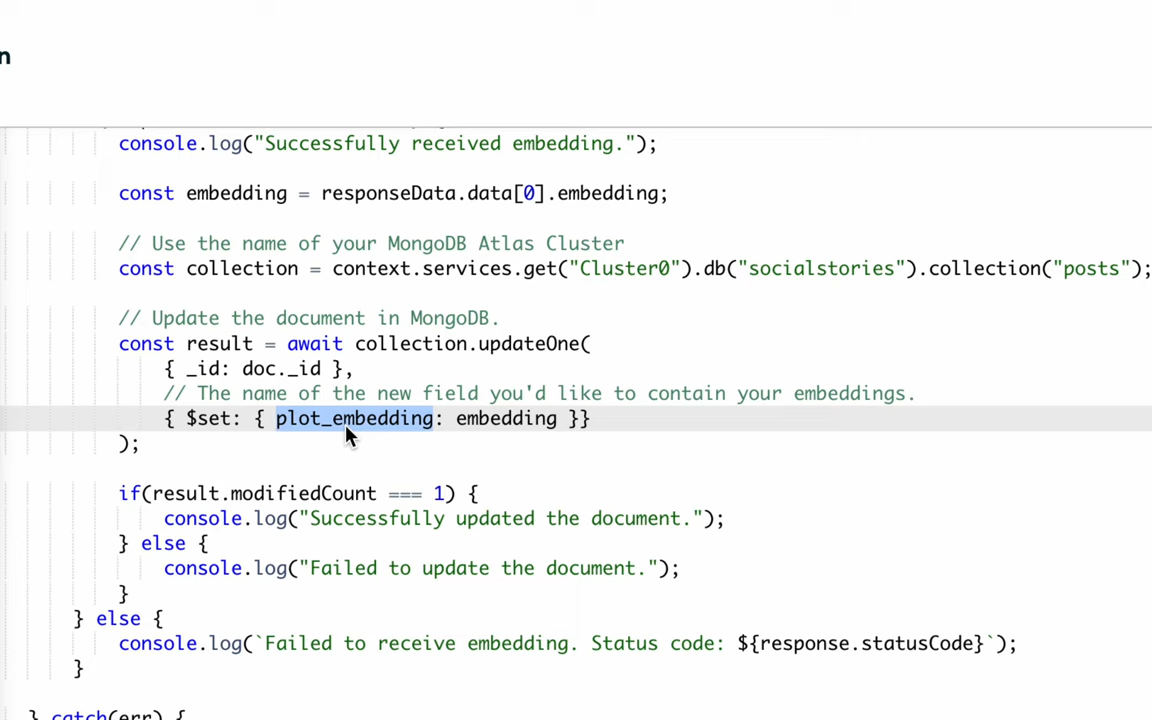 n
console.log("Successfully received embedding.");
const embedding = responseData.data[0].embedding;
// Use the name of your MongoDB Atlas Cluster
const collection = context.services.get("Cluster0").db("socialstories").collection("posts");
// Update the document in MongoDB.
const result = await collection.updateOne(
{ _id: doc._id },
// The name of the new field you'd like to contain your embeddings.
{ $set: { plot_embedding: embedding }}
);
if(result.modifiedCount === 1) {
console.log("Successfully updated the document.");
} else {
console.log("Failed to update the document.");
}
} else {
console.log(`Failed to receive embedding. Status code: ${response.statusCode}`);
}
} catch(err) {